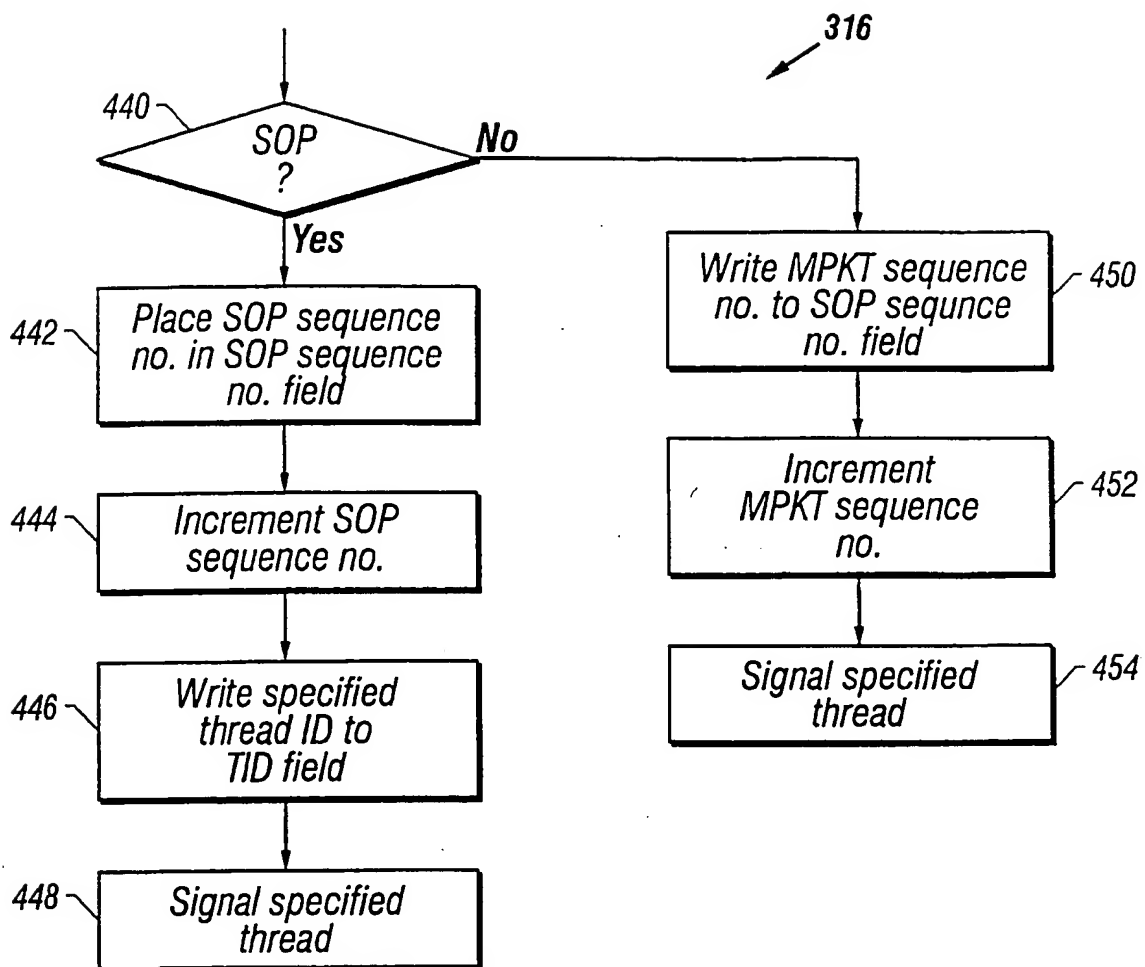 316
440
SOP
?
No
Yes
442
Place SOP sequence
no. in SOP sequence
no. field
444
Increment SOP
sequence no.
446
Write specified
thread ID to
TID field
448
Signal specified
thread
Write MPKT sequence
no. to SOP sequnce
no. field
450
Increment
MPKT sequence
no.
452
Signal specified
thread
454